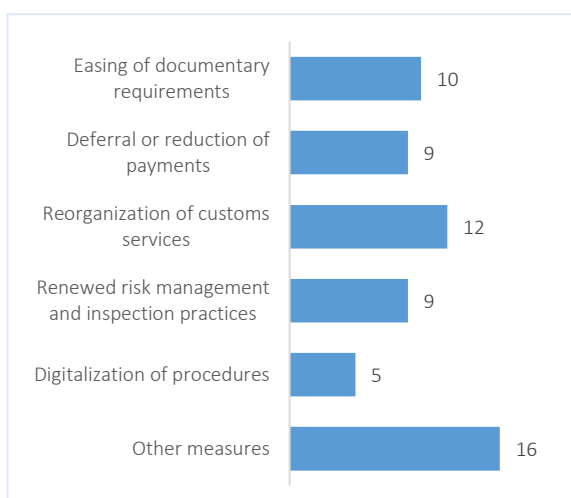 Easing of documentary
requirements
10
Deferral or reduction of
payments
9
Reorganization of customs
services
12
Renewed risk management
and inspection practices
9
Digitalization of procedures
5
Other measures
16